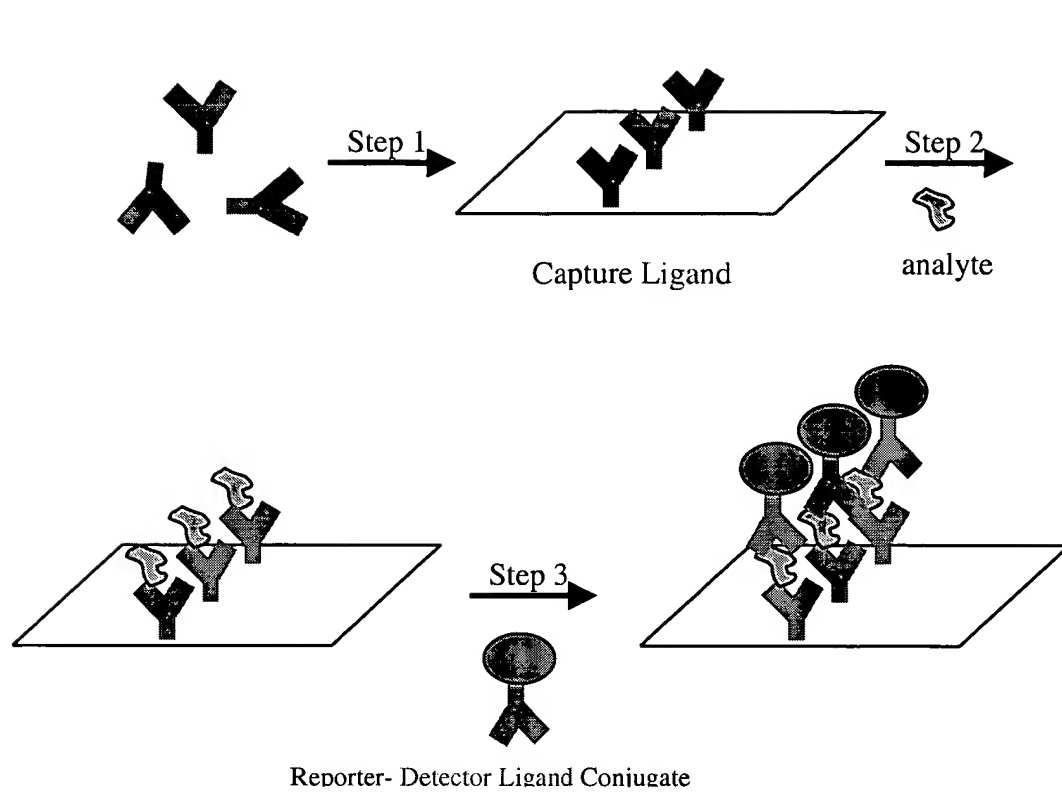 Step 1
Step 2
Capture Ligand
analyte
Step 3
Reporter- Detector Ligand Conjugate